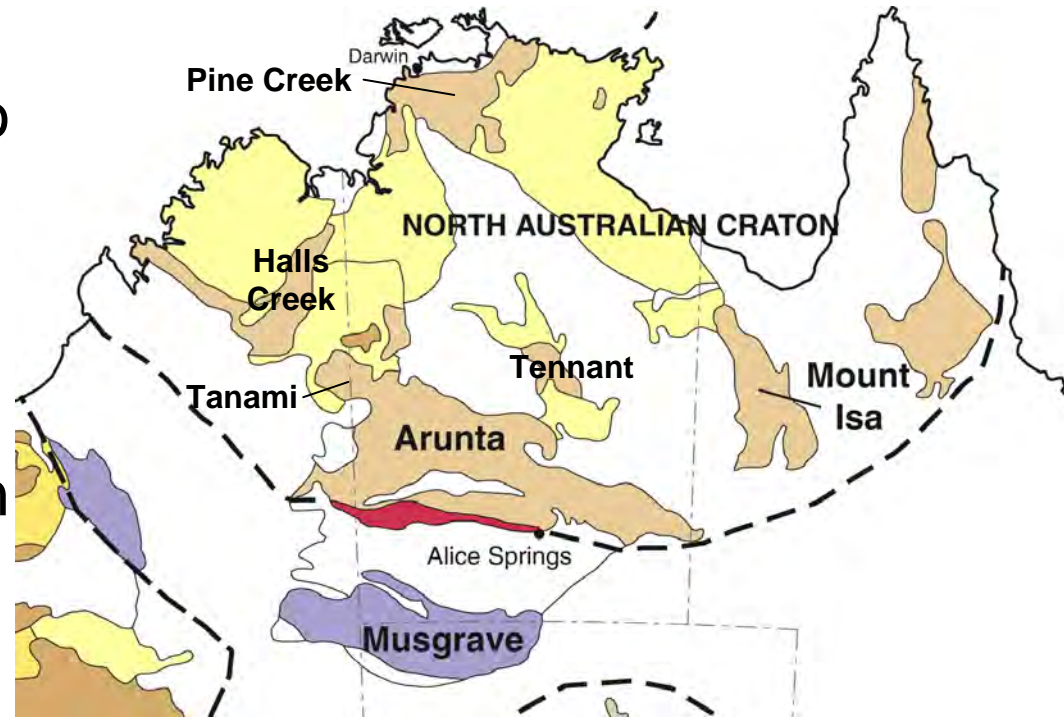 Darwin
Pine Creek
NORTH AUSTRALIAN CRATON
Halls
Creek
Tennant
Tanami
Mount
Isa
Arunta
Alice Springs
Musgrave